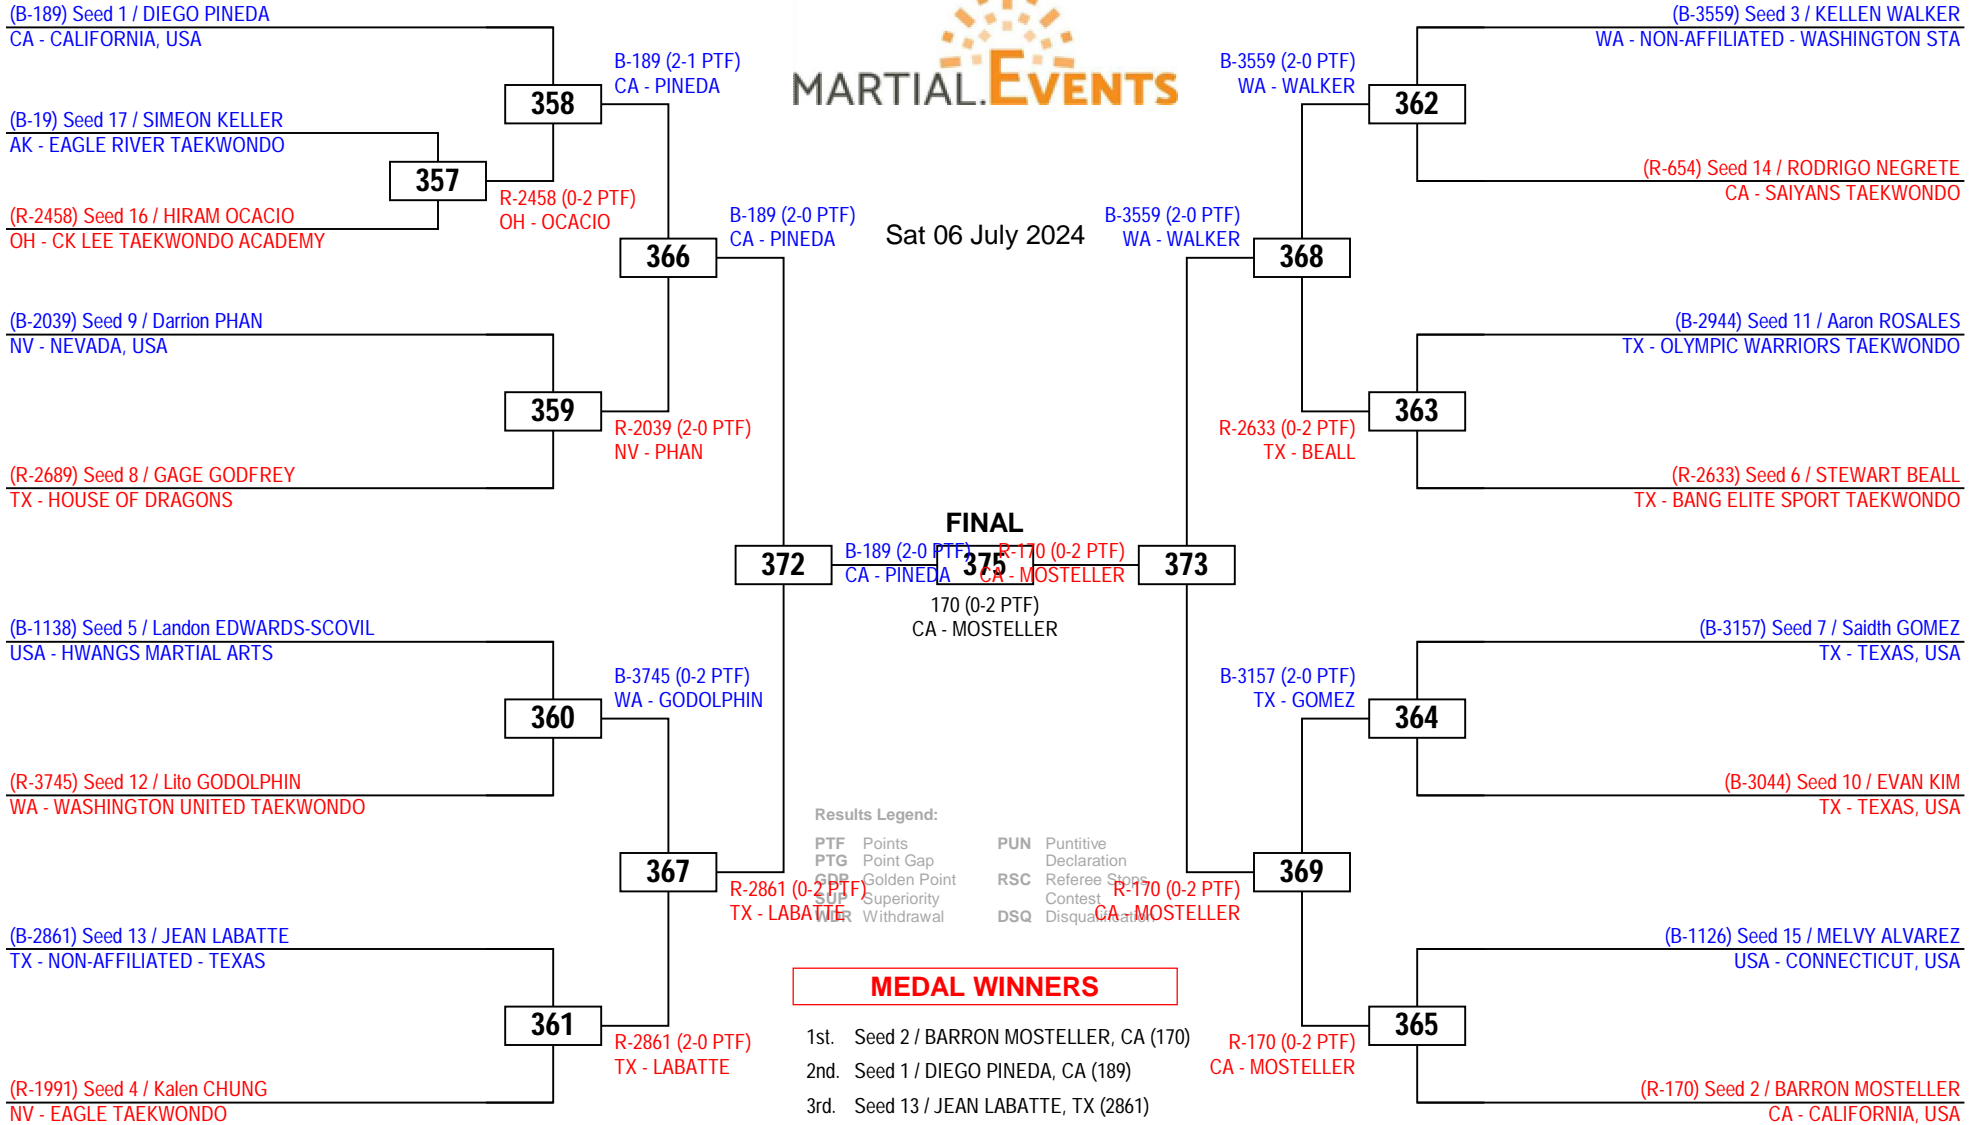 (B-189) Seed 1 / DIEGO PINEDA
CA - CALIFORNIA, USA
B-189 (2-1 PTF)
CA - PINEDA
358
(B-19) Seed 17 / SIMEON KELLER
AK - EAGLE RIVER TAEKWONDO
357
R-2458 (0-2 PTF)
OH - OCACIO
(R-2458) Seed 16 / HIRAM OCACIO
OH - CK LEE TAEKWONDO ACADEMY
B-189 (2-0 PTF)
CA - PINEDA
366
(B-2039) Seed 9 / Darrion PHAN
NV - NEVADA, USA
359
R-2039 (2-0 PTF)
NV - PHAN
(R-2689) Seed 8 / GAGE GODFREY
TX - HOUSE OF DRAGONS
372
B-189 (2-0 PTF)
CA - PINEDA
(B-1138) Seed 5 / Landon EDWARDS-SCOVIL
USA - HWANGS MARTIAL ARTS
B-3745 (0-2 PTF)
WA - GODOLPHIN
360
(R-3745) Seed 12 / Lito GODOLPHIN
WA - WASHINGTON UNITED TAEKWONDO
367
R-2861 (0-2 PTF)
TX - LABATTE
(B-2861) Seed 13 / JEAN LABATTE
TX - NON-AFFILIATED - TEXAS
361
R-2861 (2-0 PTF)
TX - LABATTE
(R-1991) Seed 4 / Kalen CHUNG
NV - EAGLE TAEKWONDO
MARTIAL.EVENTS
Sat 06 July 2024
FINAL
375
170 (0-2 PTF)
CA - MOSTELLER
Results Legend:
PTF Points
PTG Point Gap
GDP Golden Point
SUP Superiority
WDR Withdrawal
PUN Puntitive
Declaration
RSC Referee Stops
Contest
DSQ Disqualification
MEDAL WINNERS
1st. Seed 2 / BARRON MOSTELLER, CA (170)
2nd. Seed 1 / DIEGO PINEDA, CA (189)
3rd. Seed 13 / JEAN LABATTE, TX (2861)
(B-3559) Seed 3 / KELLEN WALKER
WA - NON-AFFILIATED - WASHINGTON STA
B-3559 (2-0 PTF)
WA - WALKER
362
(R-654) Seed 14 / RODRIGO NEGRETE
CA - SAIYANS TAEKWONDO
B-3559 (2-0 PTF)
WA - WALKER
368
(B-2944) Seed 11 / Aaron ROSALES
TX - OLYMPIC WARRIORS TAEKWONDO
363
R-2633 (0-2 PTF)
TX - BEALL
(R-2633) Seed 6 / STEWART BEALL
TX - BANG ELITE SPORT TAEKWONDO
R-170 (0-2 PTF)
CA - MOSTELLER
373
(B-3157) Seed 7 / Saidth GOMEZ
TX - TEXAS, USA
B-3157 (2-0 PTF)
TX - GOMEZ
364
(B-3044) Seed 10 / EVAN KIM
TX - TEXAS, USA
369
R-170 (0-2 PTF)
CA - MOSTELLER
(B-1126) Seed 15 / MELVY ALVAREZ
USA - CONNECTICUT, USA
365
R-170 (0-2 PTF)
CA - MOSTELLER
(R-170) Seed 2 / BARRON MOSTELLER
CA - CALIFORNIA, USA